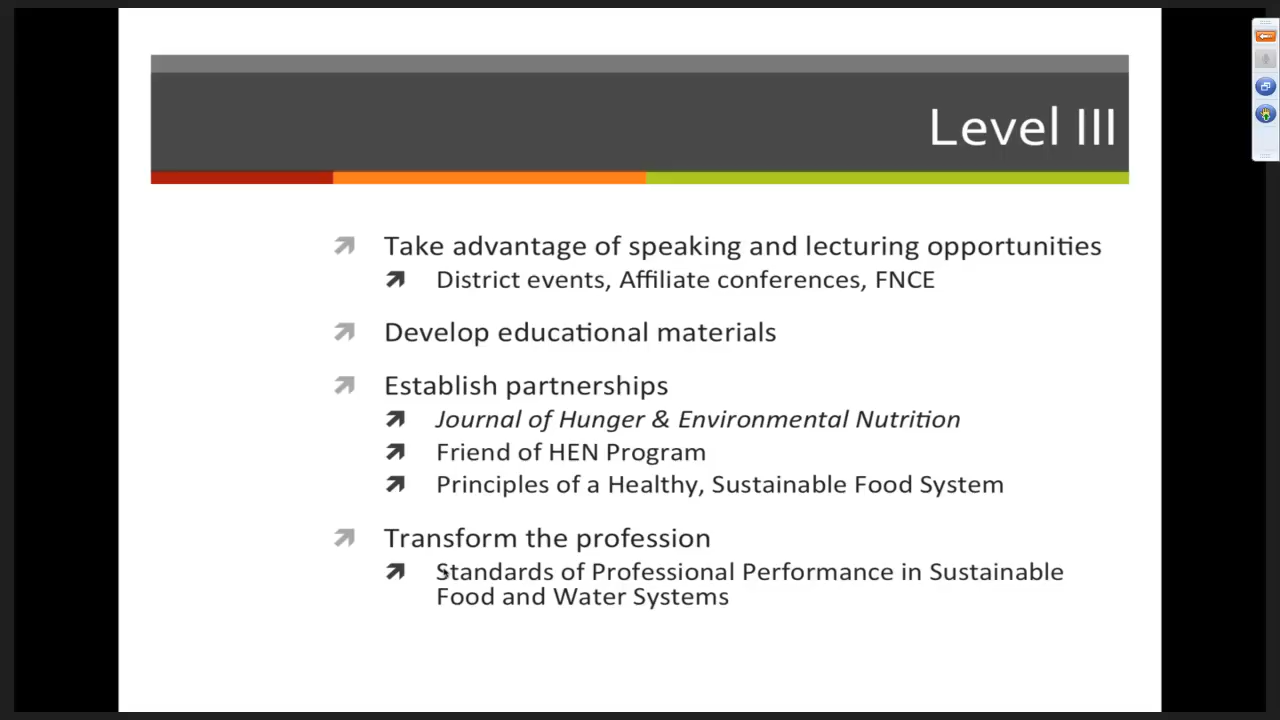 Level III
Take advantage of speaking and lecturing opportunities
District events, Affiliate conferences, FNCE
Develop educational materials
Establish partnerships
Journal of Hunger & Environmental Nutrition
Friend of HEN Program
Principles of a Healthy, Sustainable Food System
Transform the profession
Standards of Professional Performance in Sustainable
Food and Water Systems